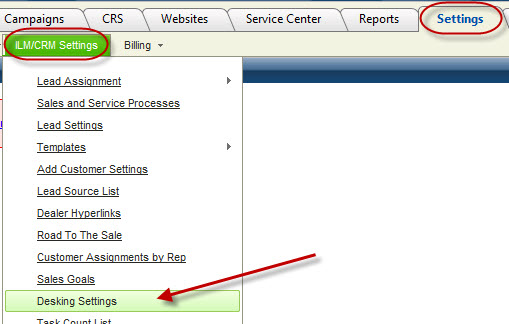 Campaigns CRS Websites Service Center Reports Settings
ILM/CRM Settings Billing
Lead Assignment
Sales and Service Processes
Lead Settings
Templates
Add Customer Settings
Lead Source List
Dealer Hyperlinks
Road To The Sale
Customer Assignments by Rep
Sales Goals
Desking Settings
Task Count List